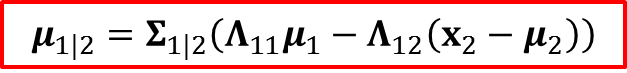 𝝁₁|₂ = 𝚺₁|₂(𝚲₁₁𝝁₁ − 𝚲₁₂(𝐱₂ − 𝝁₂))